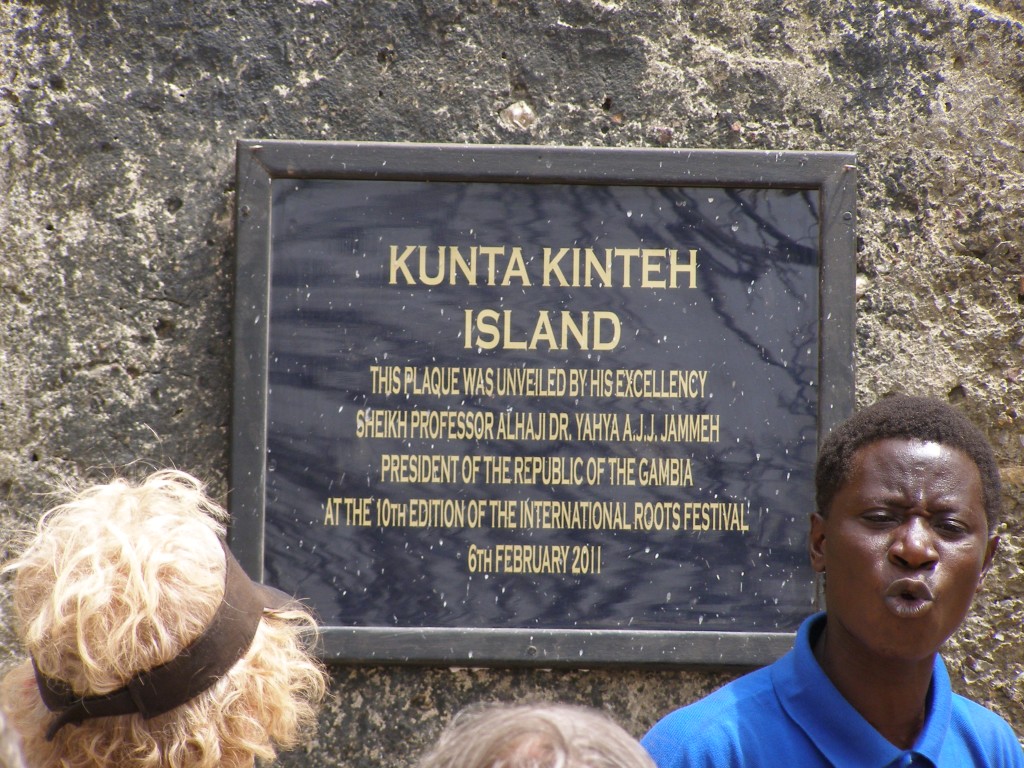 KUNTA KINTEH
ISLAND
THIS PLAQUE WAS UNVEILED BY HIS EXCELLENCY
SHEIKH PROFESSOR ALHAJI DR. YAHYA A.J.J. JAMMEH
PRESIDENT OF THE REPUBLIC OF THE GAMBIA
AT THE 10TH EDITION OF THE INTERNATIONAL ROOTS FESTIVAL
6TH FEBRUARY 2011